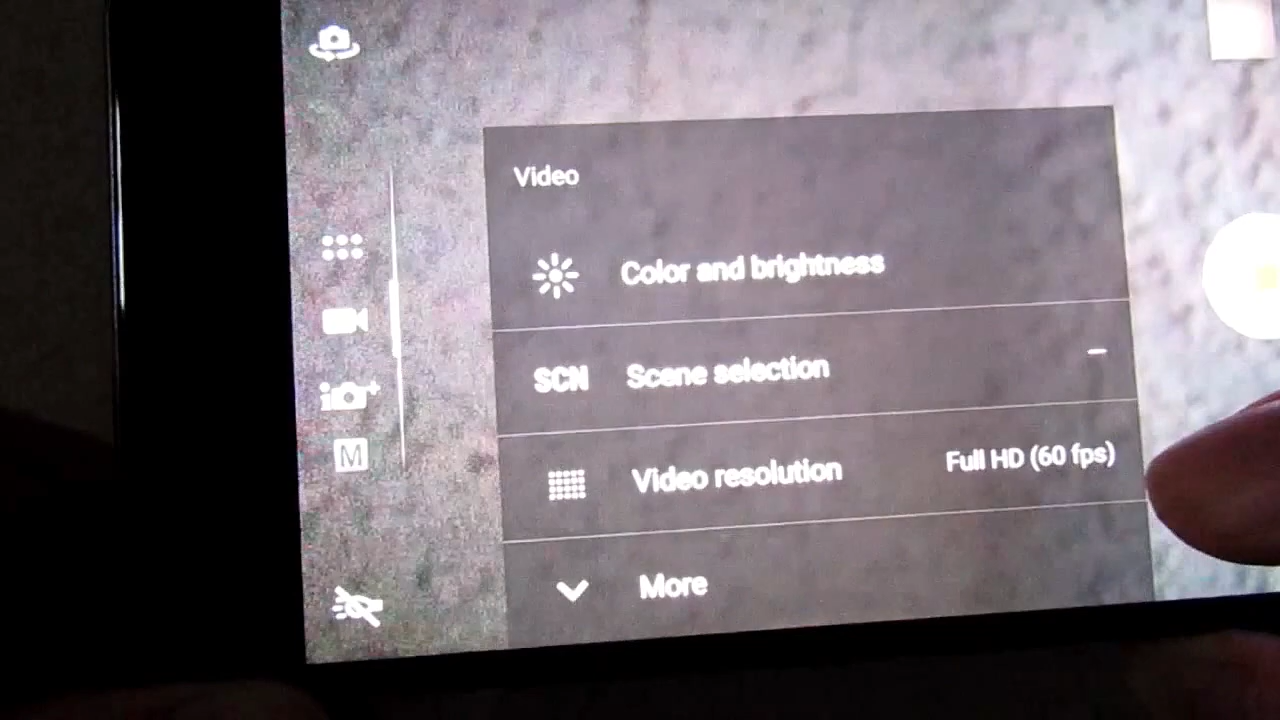 Video
Color and brightness
SCN Scene selection –
Video resolution Full HD (60 fps)
More
i +
M